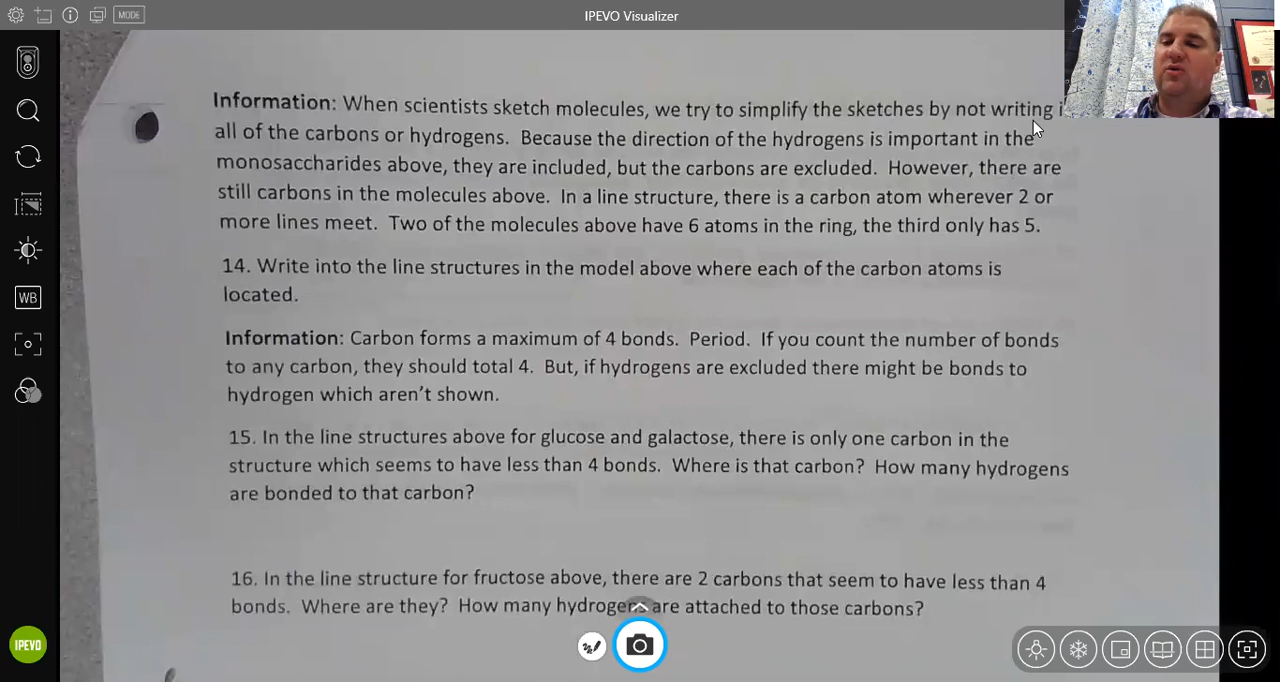 MODE
IPEVO Visualizer
Information: When scientists sketch molecules, we try to simplify the sketches by not writing
all of the carbons or hydrogens. Because the direction of the hydrogens is important in the
monosaccharides above, they are included, but the carbons are excluded. However, there are
still carbons in the molecules above. In a line structure, there is a carbon atom wherever 2 or
more lines meet. Two of the molecules above have 6 atoms in the ring, the third only has 5.
14. Write into the line structures in the model above where each of the carbon atoms is
located.
Information: Carbon forms a maximum of 4 bonds. Period. If you count the number of bonds
to any carbon, they should total 4. But, if hydrogens are excluded there might be bonds to
hydrogen which aren't shown.
15. In the line structures above for glucose and galactose, there is only one carbon in the
structure which seems to have less than 4 bonds. Where is that carbon? How many hydrogens
are bonded to that carbon?
16. In the line structure for fructose above, there are 2 carbons that seem to have less than 4
bonds. Where are they? How many hydrogens are attached to those carbons?
WB
IPEVO